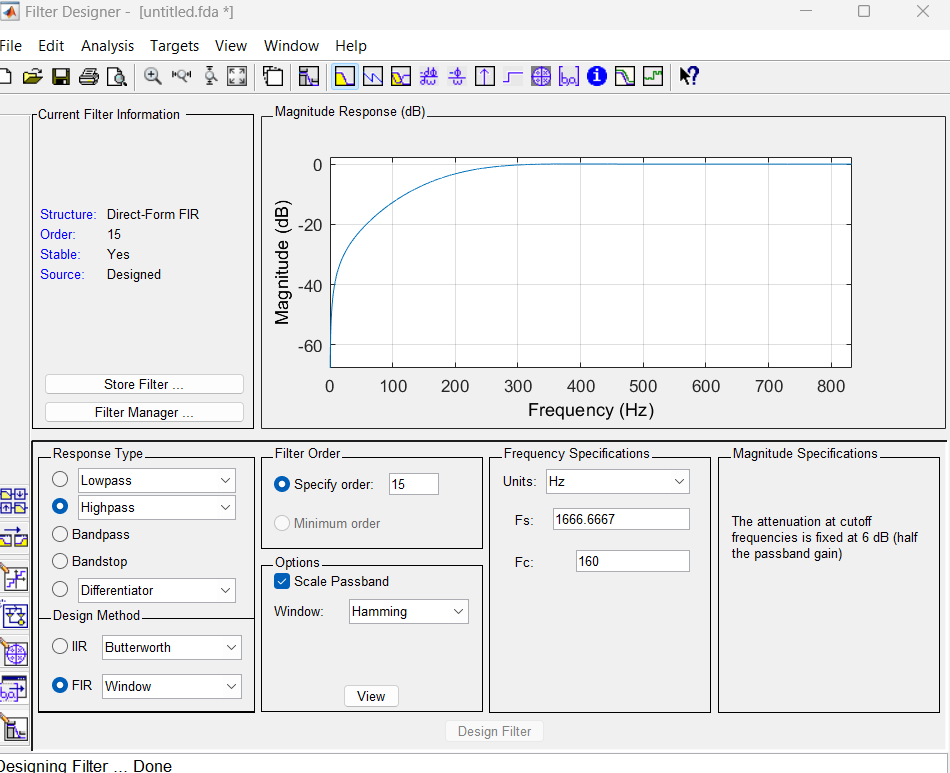 Filter Designer - [untitled.fda *]
File Edit Analysis Targets View Window Help
Current Filter Information
Structure: Direct-Form FIR
Order: 15
Stable: Yes
Source: Designed
Store Filter ...
Filter Manager ...
Magnitude Response (dB)
0
-20
-40
-60
Magnitude (dB)
0 100 200 300 400 500 600 700 800
Frequency (Hz)
Response Type
Lowpass
Highpass
Bandpass
Bandstop
Differentiator
Design Method
IIR Butterworth
FIR Window
Filter Order
Specify order: 15
Minimum order
Options
Scale Passband
Window: Hamming
View
Frequency Specifications
Units: Hz
Fs: 1666.6667
Fc: 160
Magnitude Specifications
The attenuation at cutoff
frequencies is fixed at 6 dB (half
the passband gain)
Design Filter
Designing Filter ... Done